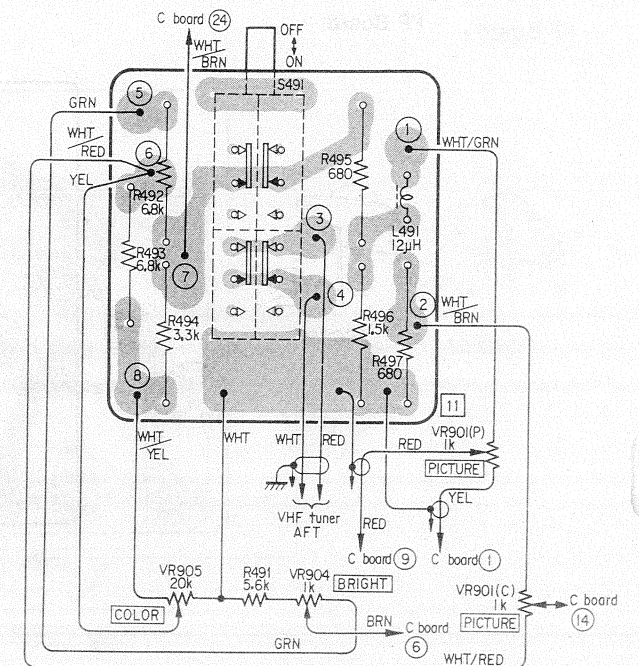 C board 24
OFF
ON
WHT/BRN
S491
5
GRN
WHT/RED
6
YEL
R492
6.8k
R493
6.8k
7
R494
3.3k
8
R495
680
1
WHT/GRN
L491
12μH
3
4
2
WHT/BRN
R496
1.5k
R497
680
11
WHT/YEL
WHT
WHT
RED
RED
VR901(P)
1k
PICTURE
YEL
VHF tuner
AFT
RED
C board 9
C board 1
VR905
20k
COLOR
R491
5.6k
VR904
1k
BRIGHT
VR901(C)
1k
PICTURE
C board
14
BRN
C board
6
GRN
WHT/RED